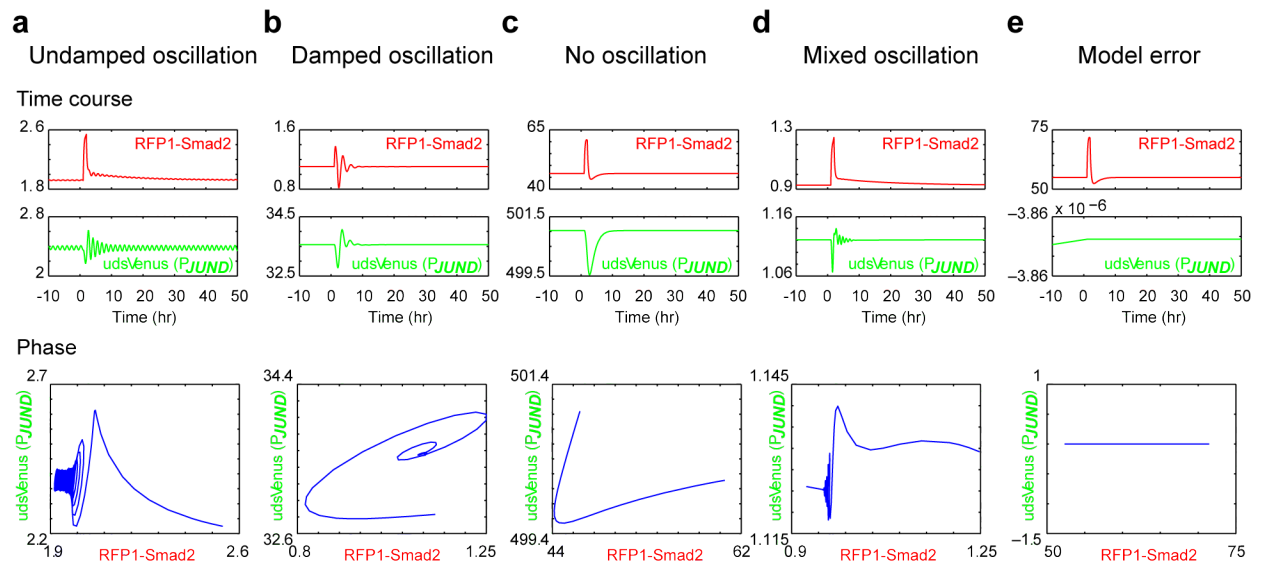 a b c d e
Undamped oscillation Damped oscillation No oscillation Mixed oscillation Model error
Time course
2.6 1.6 65 1.3 75
RFP1-Smad2 RFP1-Smad2 RFP1-Smad2 RFP1-Smad2 RFP1-Smad2
1.8 0.8 40 0.9 50
2.8 34.5 501.5 1.16 −3.86 x 10 −6
udsVenus (PJUND) udsVenus (PJUND) udsVenus (PJUND) udsVenus (PJUND) udsVenus (PJUND)
2 32.5 499.5 1.06 −3.86
-10 0 10 20 30 40 50 -10 0 10 20 30 40 50 -10 0 10 20 30 40 50 -10 0 10 20 30 40 50 -10 0 10 20 30 40 50
Time (hr) Time (hr) Time (hr) Time (hr) Time (hr)
Phase
2.7 34.4 501.4 1.145 1
udsVenus (PJUND) udsVenus (PJUND) udsVenus (PJUND) udsVenus (PJUND) udsVenus (PJUND)
2.2 32.6 499.4 1.1115 −1.5
1.9 2.6 0.8 1.25 44 62 0.9 1.25 50 75
RFP1-Smad2 RFP1-Smad2 RFP1-Smad2 RFP1-Smad2 RFP1-Smad2